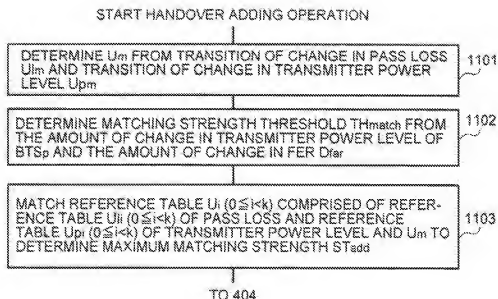 START HANDOVER ADDING OPERATION
DETERMINE Um FROM TRANSITION OF CHANGE IN PASS LOSS
Ulm AND TRANSITION OF CHANGE IN TRANSMITTER POWER
LEVEL Upm
1101
DETERMINE MATCHING STRENGTH THRESHOLD THmatch FROM
THE AMOUNT OF CHANGE IN TRANSMITTER POWER LEVEL OF
BTSp AND THE AMOUNT OF CHANGE IN FER Dfar
1102
MATCH REFERENCE TABLE Ui (0≦i<k) COMPRISED OF REFER-
ENCE TABLE Uli (0≦i<k) OF PASS LOSS AND REFERENCE
TABLE Upi (0≦i<k) OF TRANSMITTER POWER LEVEL AND Um TO
DETERMINE MAXIMUM MATCHING STRENGTH STadd
1103
TO 404